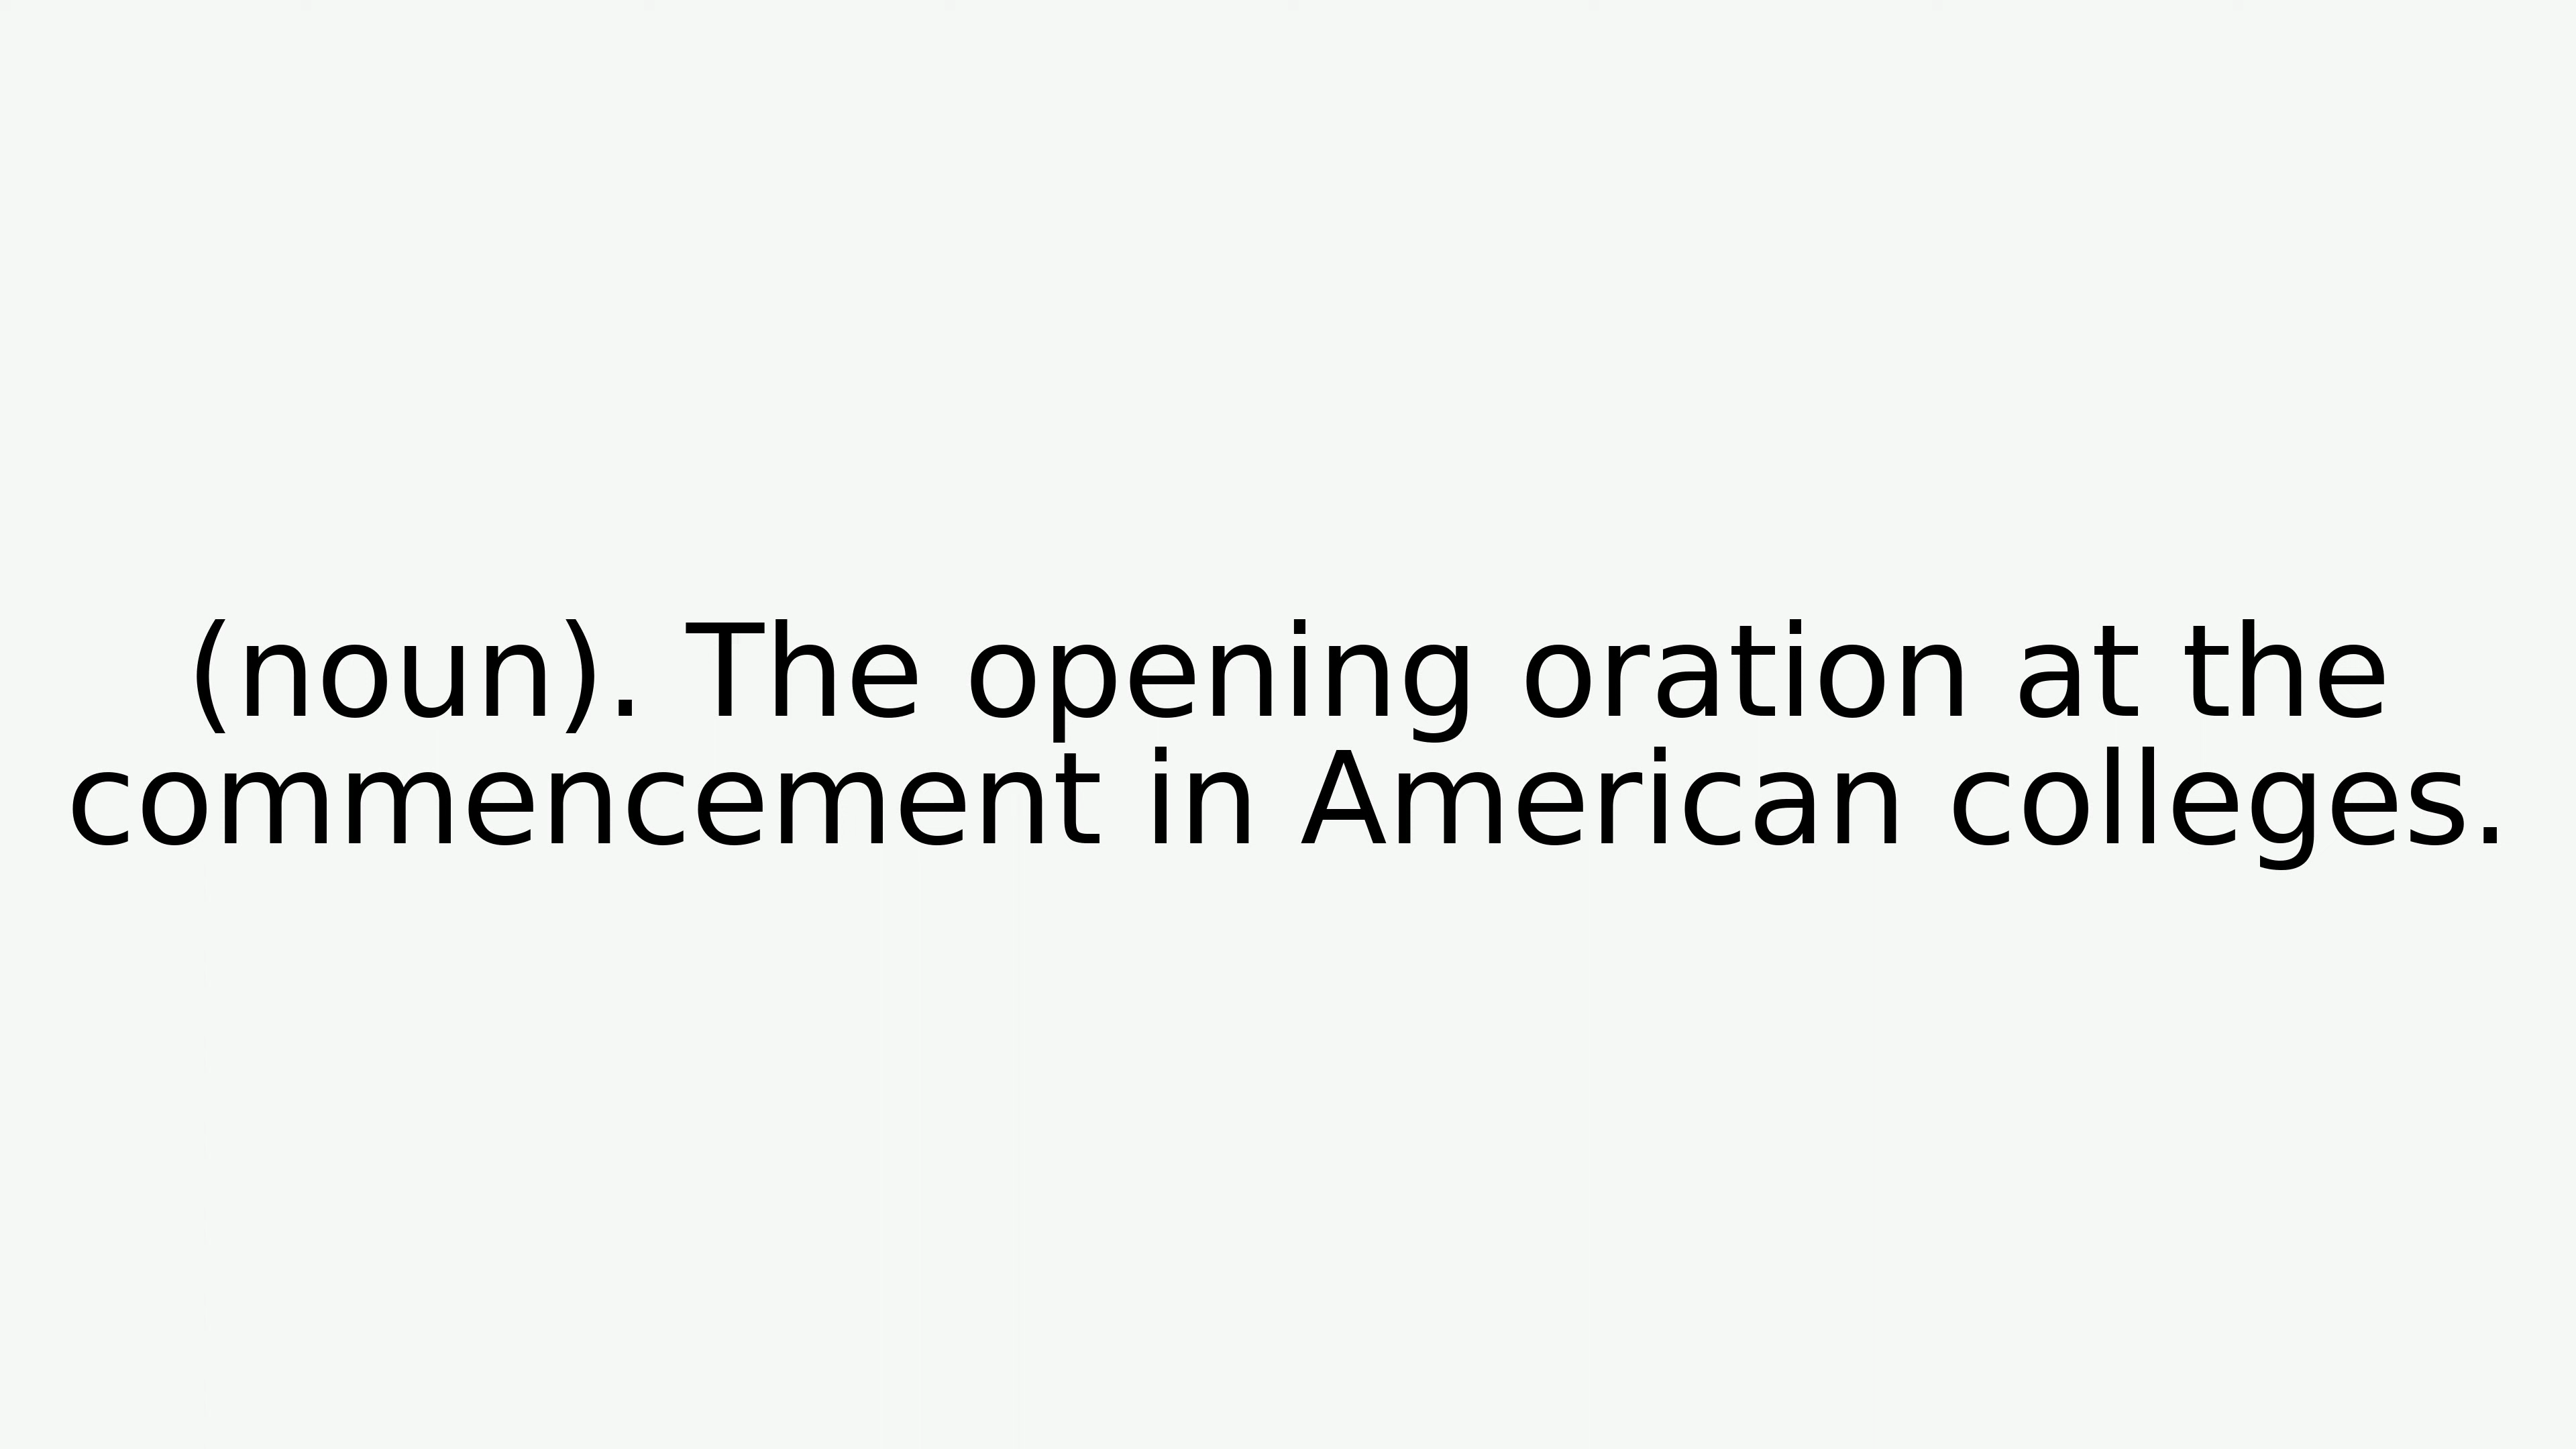 (noun). The opening oration at the
commencement in American colleges.